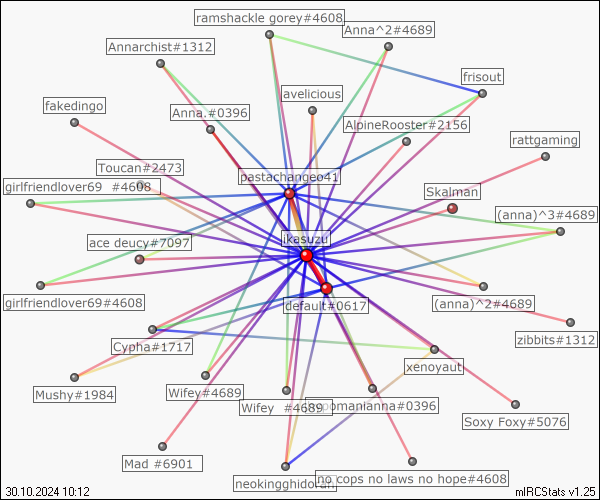 ramshackle gorey#4608
Anna^2#4689
Annarchist#1312
frisout
avelicious
fakedingo
Anna.#0396
AlpineRooster#2156
rattgaming
Toucan#2473
pastachangeo41
girlfriendlover69 #4608
Skalman
(anna)^3#4689
ikasuzu
ace deucy#7097
girlfriendlover69#4608
default#0617
(anna)^2#4689
Cypha#1717
zibbits#1312
xenoyaut
Mushy#1984
Wifey#4689
Wifey #4689
#0396
Soxy Foxy#5076
Mad #6901
neokingghidorah
no cops no laws no hope#4608
30.10.2024 10:12
mIRCStats v1.25